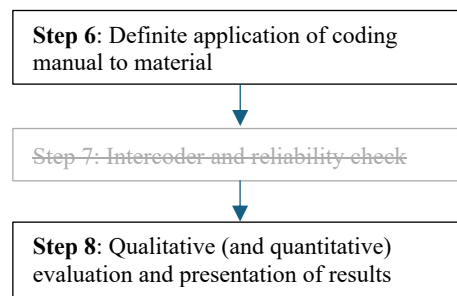 Step 6: Definite application of coding
manual to material
Step 7: Intercoder and reliability check
Step 8: Qualitative (and quantitative)
evaluation and presentation of results